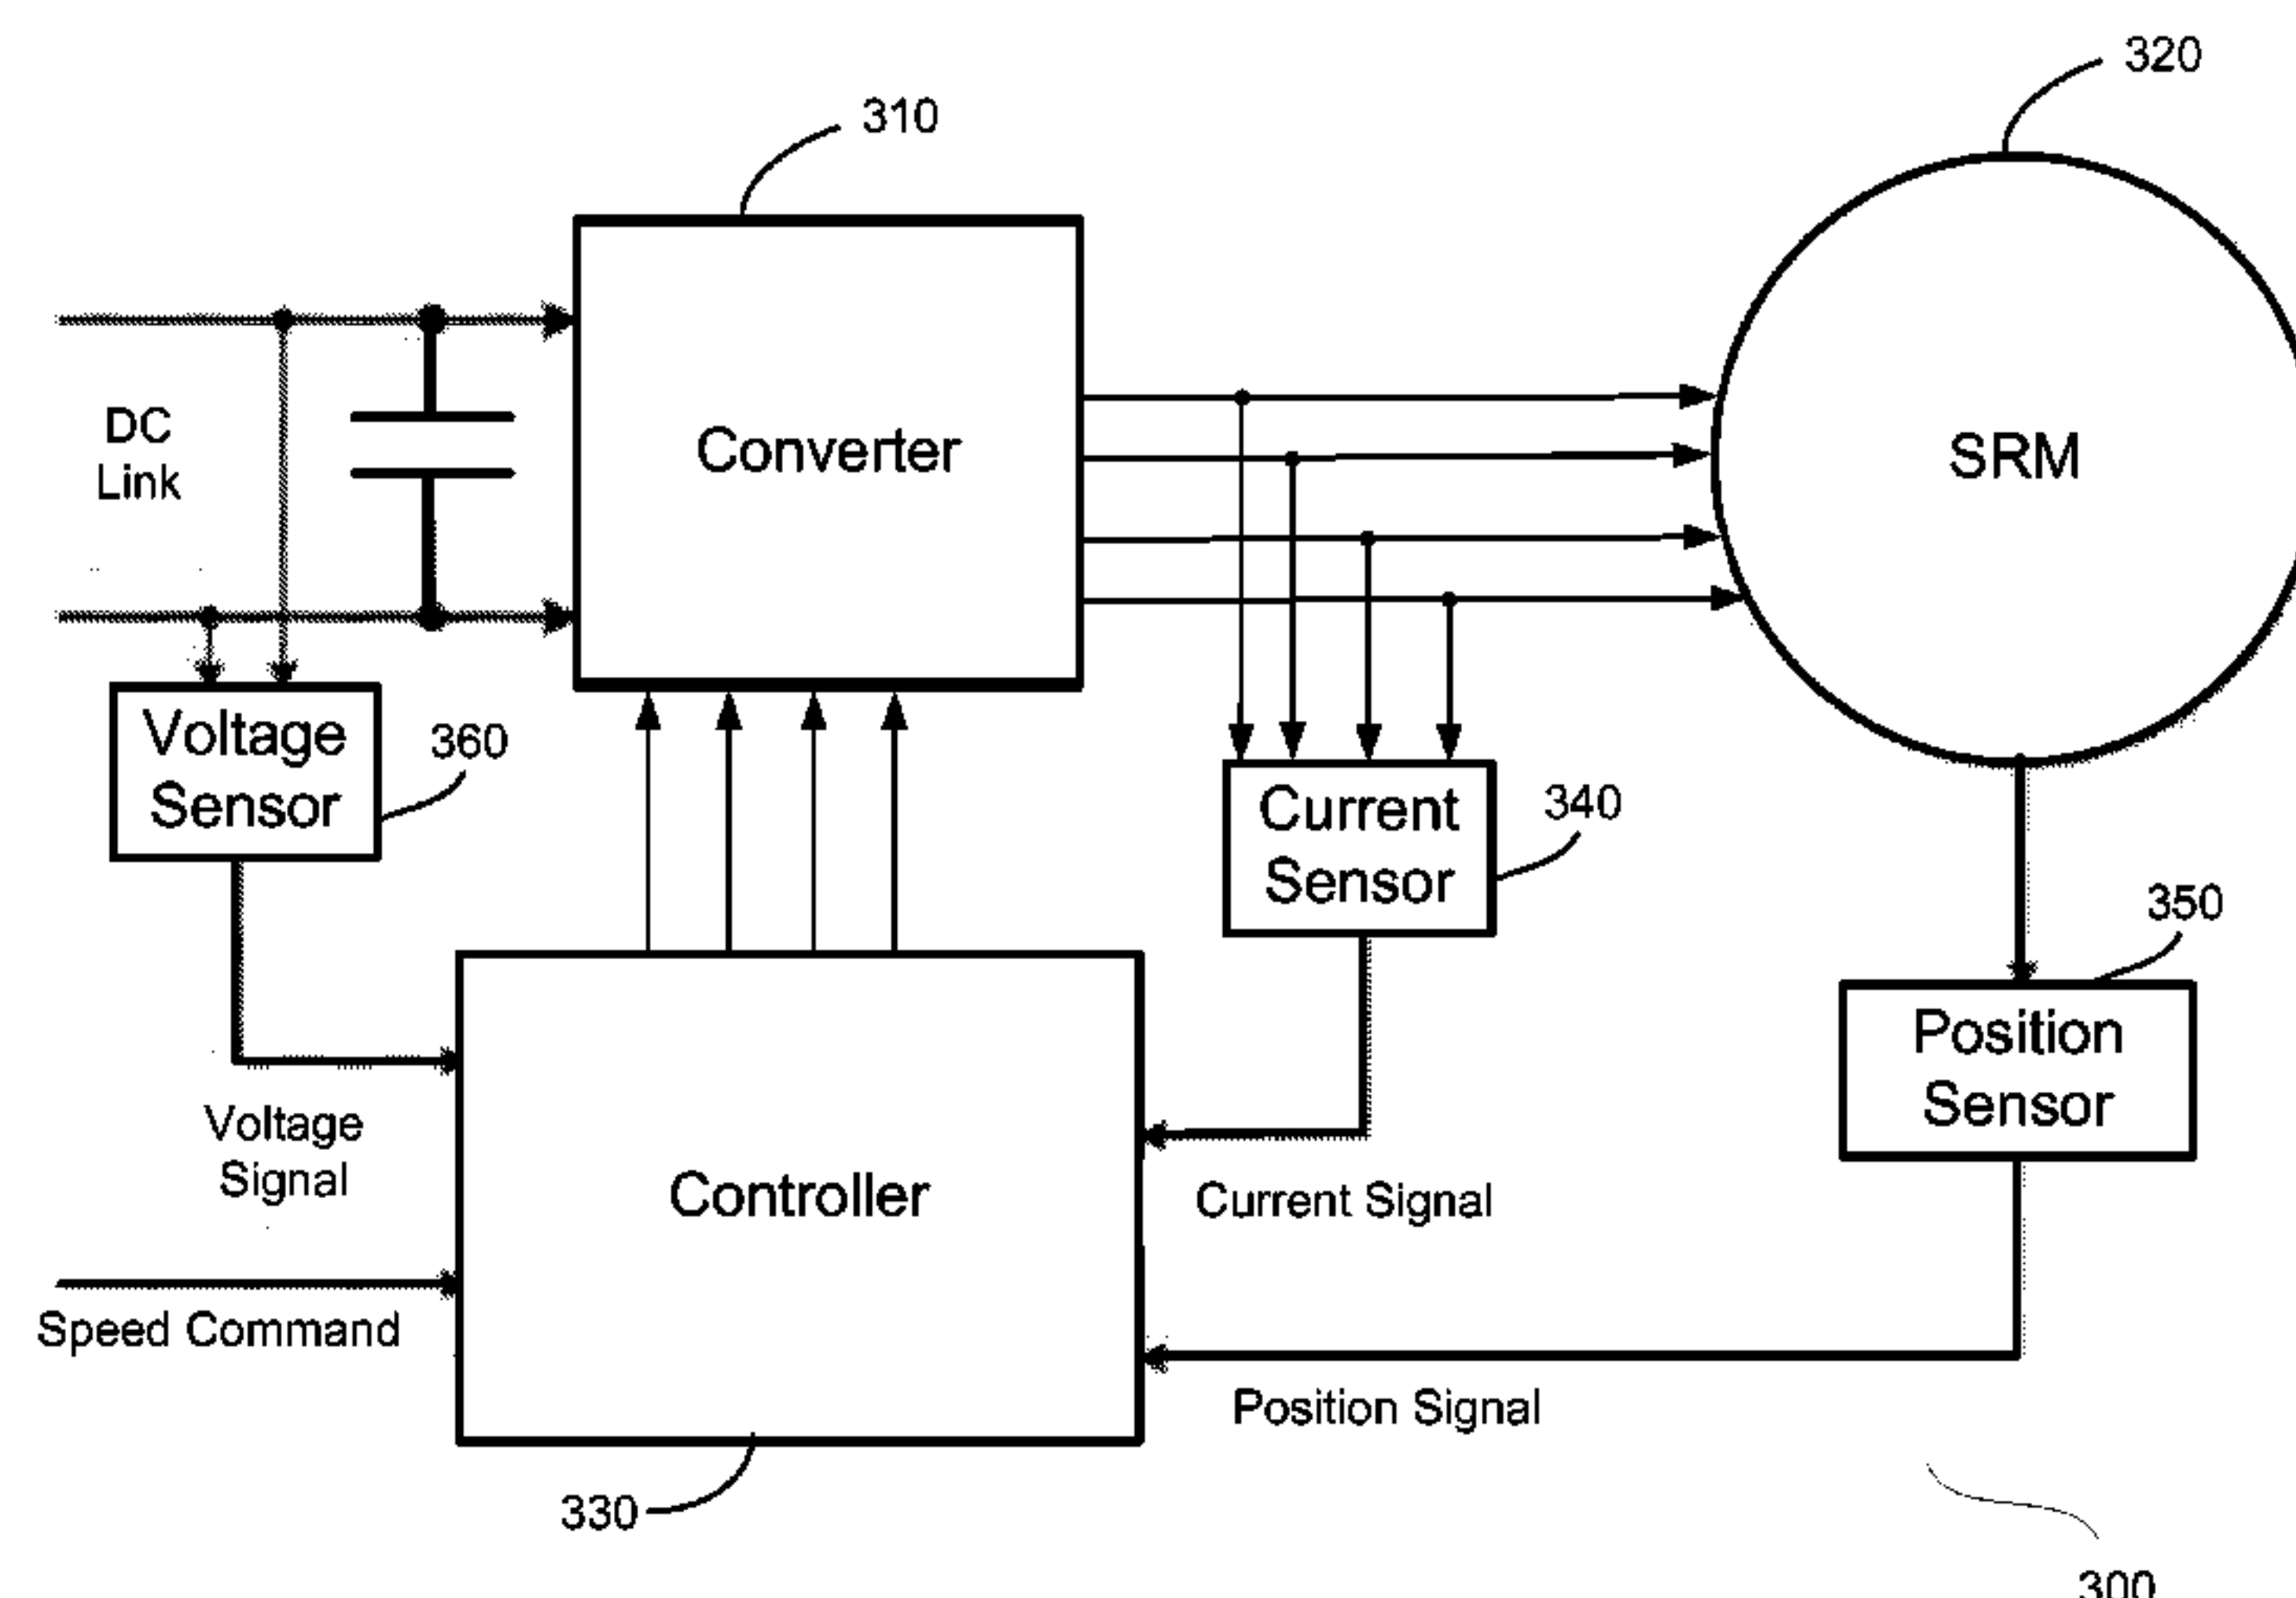 320
310
DC
Link
Converter
SRM
Voltage
Sensor
360
Current
Sensor
340
350
Position
Sensor
Voltage
Signal
Controller
Current Signal
Speed Command
Position Signal
330
300